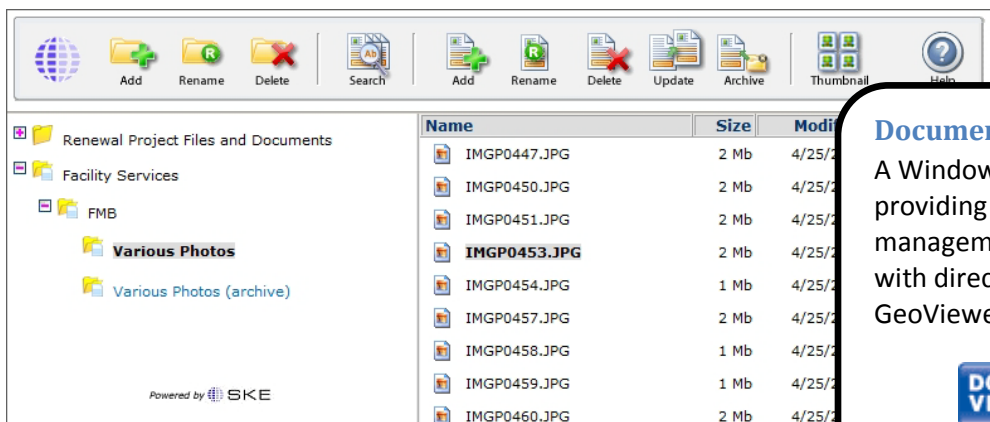 Add Rename Delete Search Add Rename Delete Update Archive Thumbnail Help
Renewal Project Files and Documents
Facility Services
FMB
Various Photos
Various Photos (archive)
Powered by SKE
Name Size
IMGP0447.JPG 2 Mb
IMGP0450.JPG 2 Mb
IMGP0451.JPG 2 Mb
IMGP0453.JPG 2 Mb
IMGP0454.JPG 1 Mb
IMGP0457.JPG 2 Mb
IMGP0458.JPG 1 Mb
IMGP0459.JPG 1 Mb
IMGP0460.JPG 2 Mb
A
providing
with